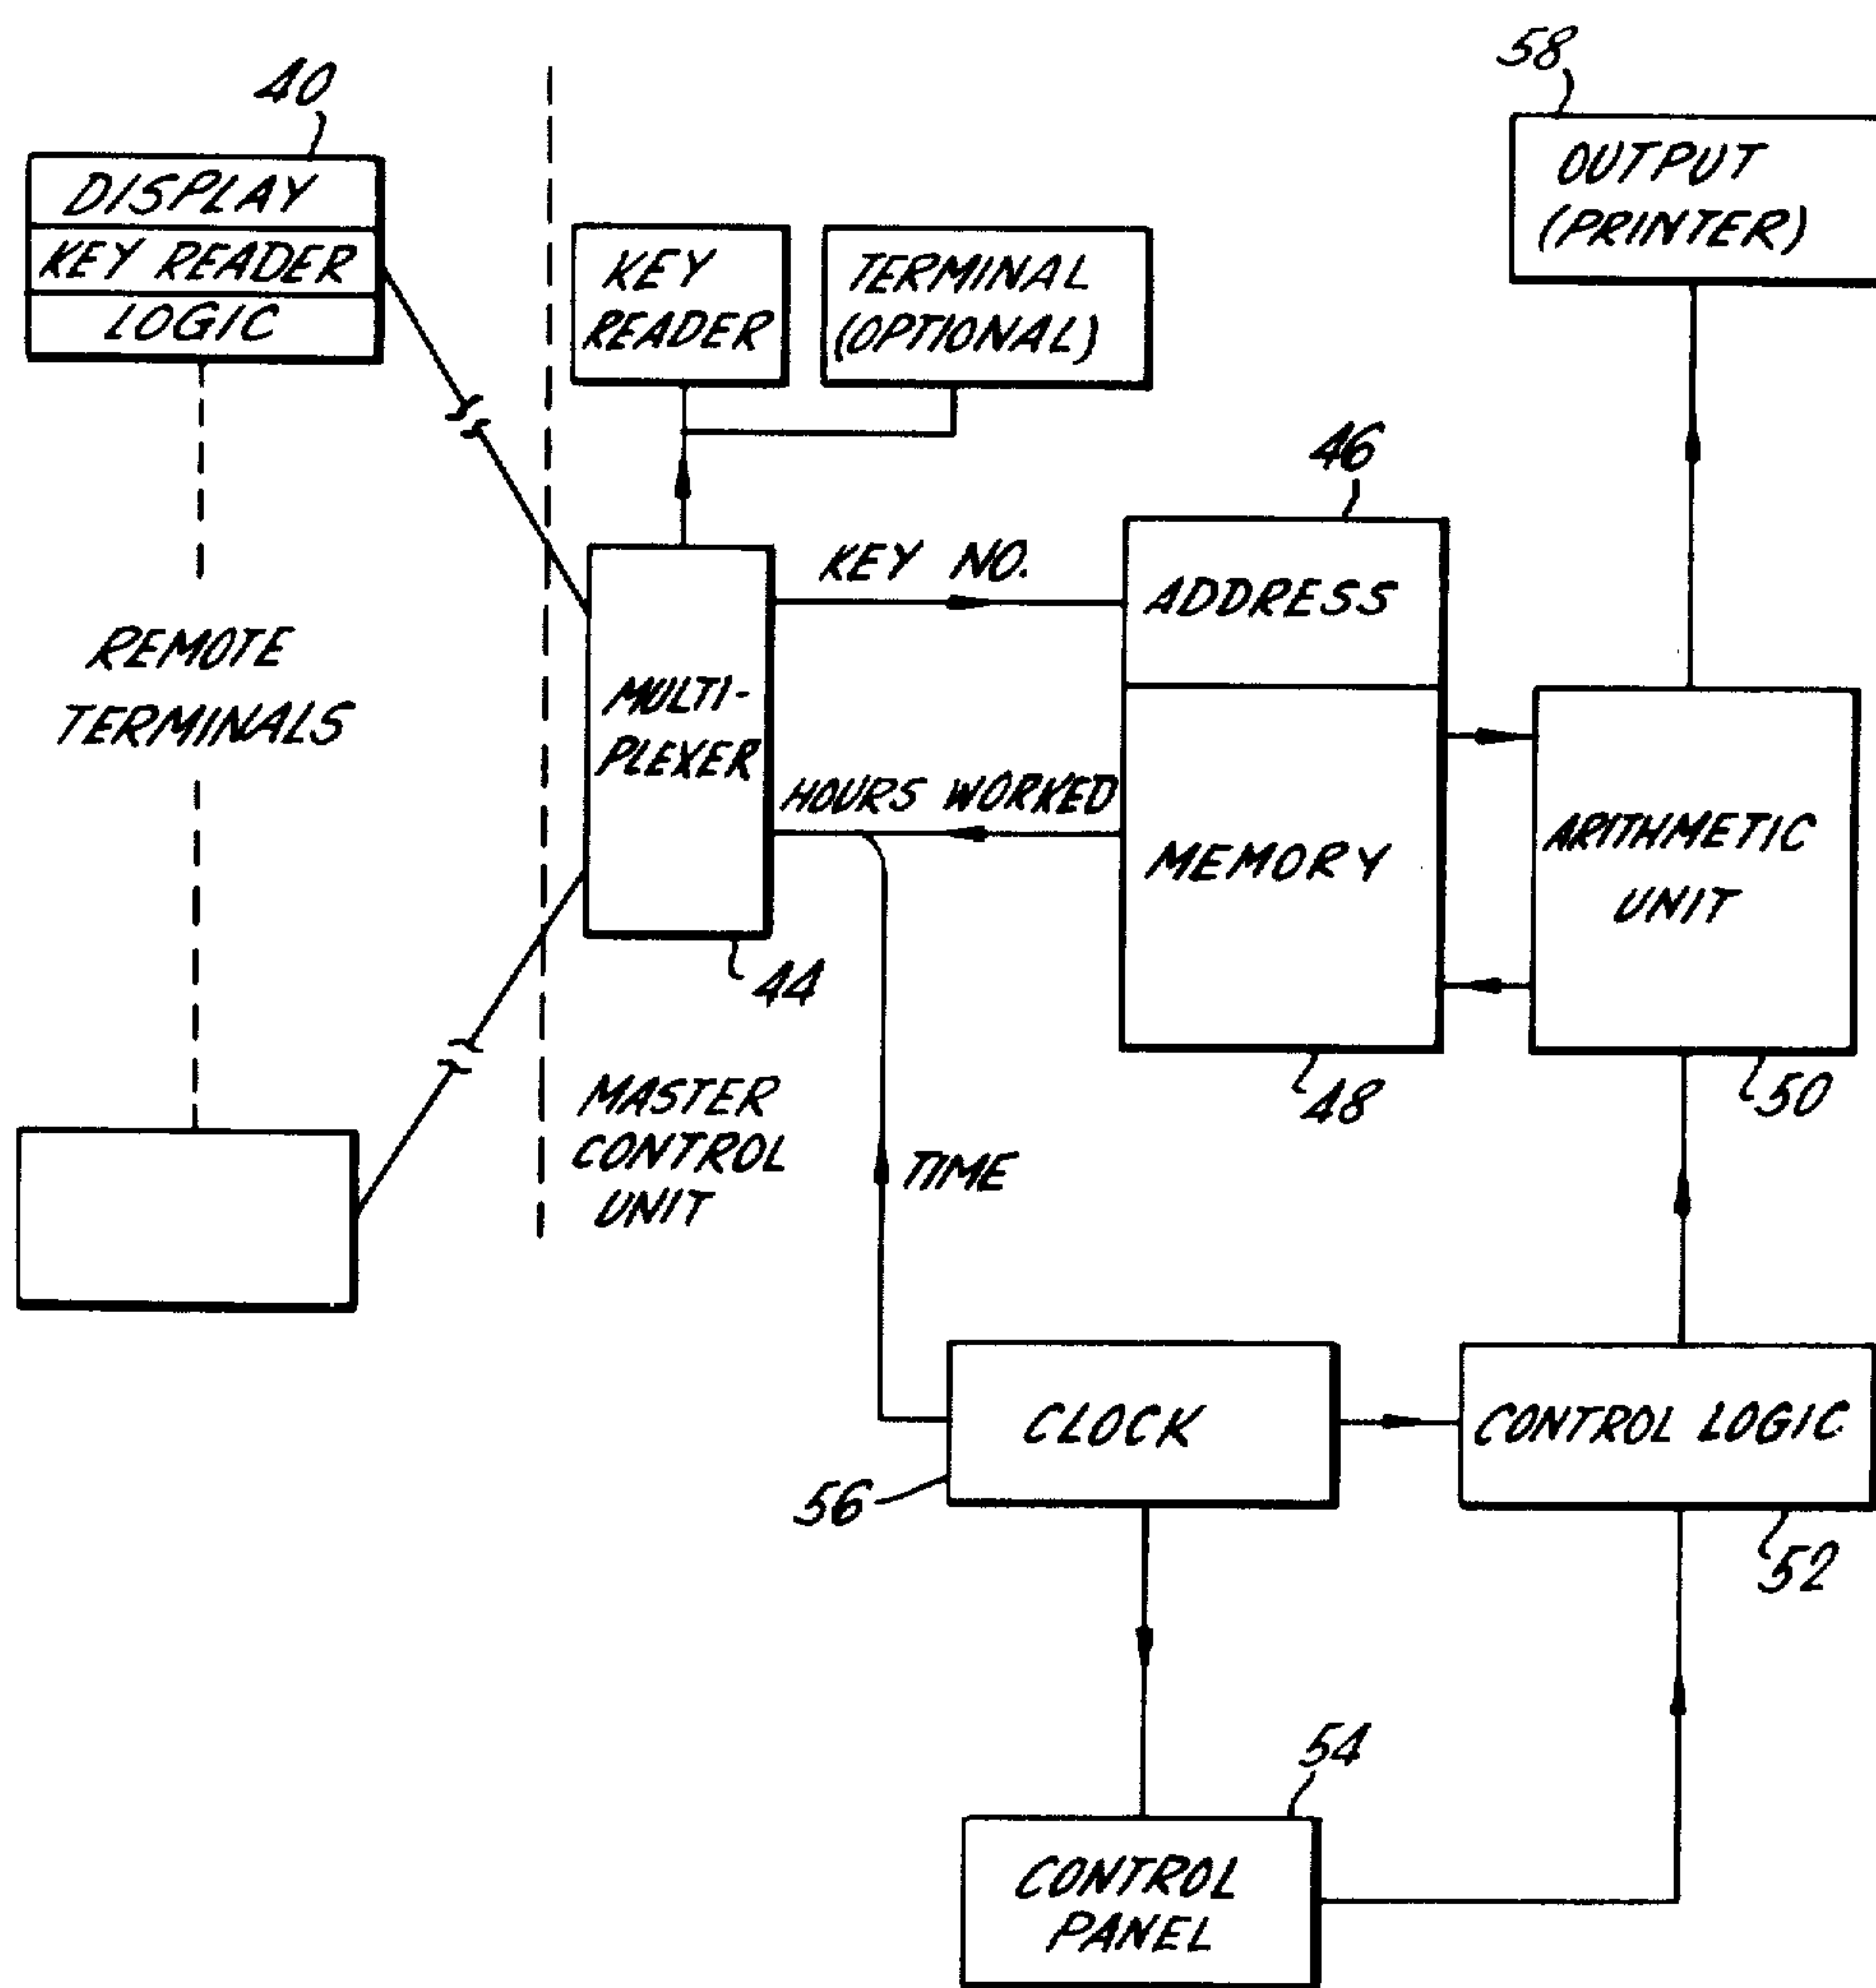 40
DISPLAY
KEY READER
LOGIC
REMOTE
TERMINALS
58
OUTPUT
(PRINTER)
KEY
READER
TERMINAL
(OPTIONAL)
46
KEY NO.
ADDRESS
MULTI-
PLEXER
HOURS WORKED
MEMORY
ARITHMETIC
UNIT
44
48
50
MASTER
CONTROL
UNIT
TIME
CLOCK
CONTROL LOGIC
56
52
54
CONTROL
PANEL